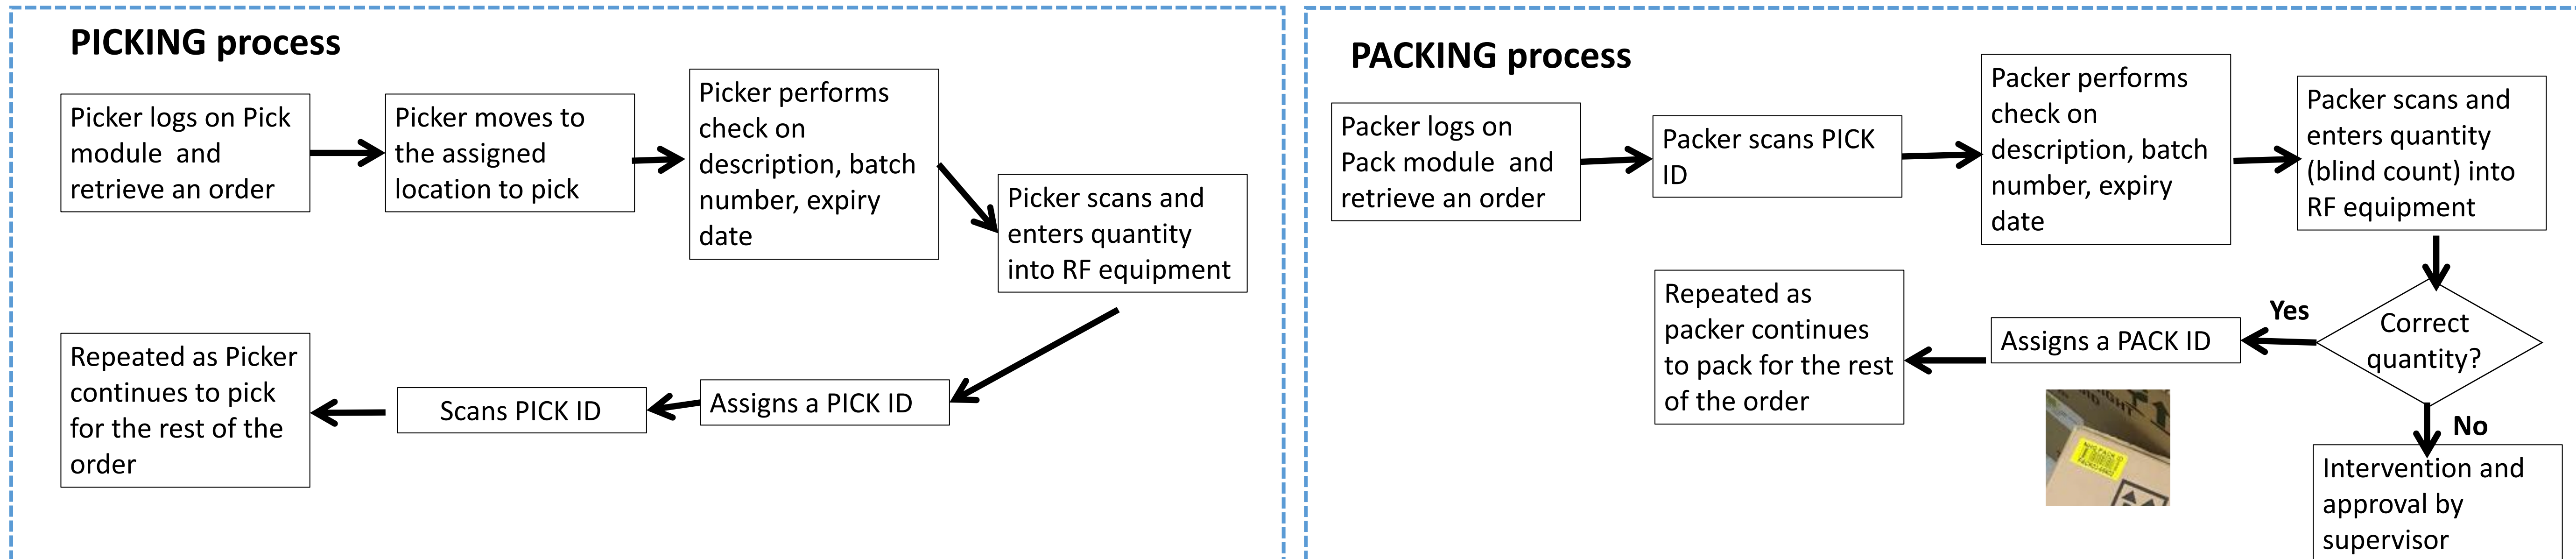 PICKING process
Picker logs on Pick
module  and
retrieve an order
Picker moves to
the assigned
location to pick
Picker performs
check on
description, batch
number, expiry
date
Picker scans and
enters quantity
into RF equipment
Assigns a PICK ID
Scans PICK ID
Repeated as Picker
continues to pick
for the rest of the
order
PACKING process
Packer logs on
Pack module  and
retrieve an order
Packer scans PICK
ID
Packer performs
check on
description, batch
number, expiry
date
Packer scans and
enters quantity
(blind count) into
RF equipment
Correct
quantity?
Yes
Assigns a PACK ID
Repeated as
packer continues
to pack for the rest
of the order
No
Intervention and
approval by
supervisor